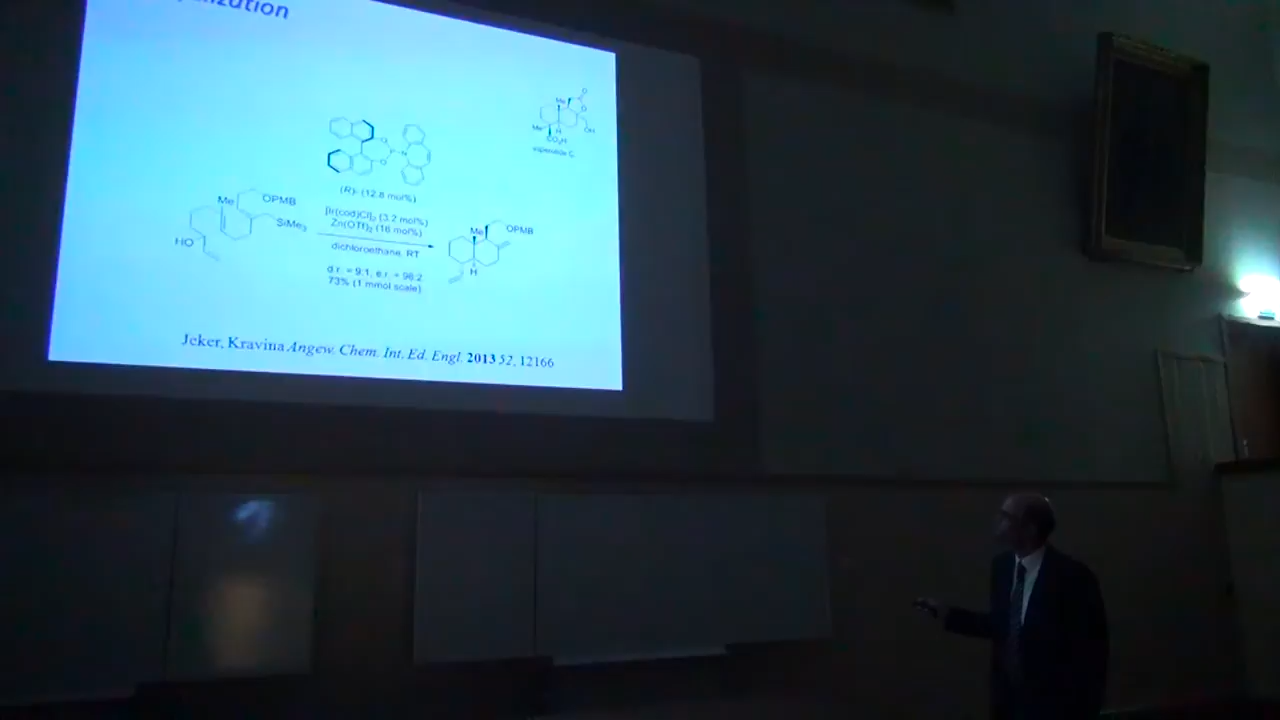 Me
O
O
OH
Me
H
CO₂H
O
P
N
O
(R)- (12.8 mol%)
Me
OPMB
SiMe₃
HO
[Ir(cod)Cl]₂ (3.2 mol%)
Zn(OTf)₂ (16 mol%)
dichloroethane, RT
d.r. = 9:1, e.r. = 96:2
73% (1 mmol scale)
Me
OPMB
H
Jeker, Kravina Angew. Chem. Int. Ed. Engl. 2013 52, 12166